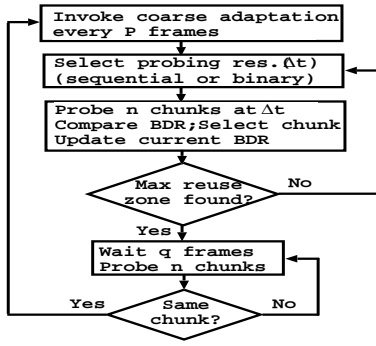 Invoke coarse adaptation
every P frames
Select probing res.(Δt)
(sequential or binary)
Probe n chunks at Δt
Compare BDR;Select chunk
Update current BDR
Max reuse
zone found?
No
Yes
Wait q frames
Probe n chunks
Yes
Same
chunk?
No